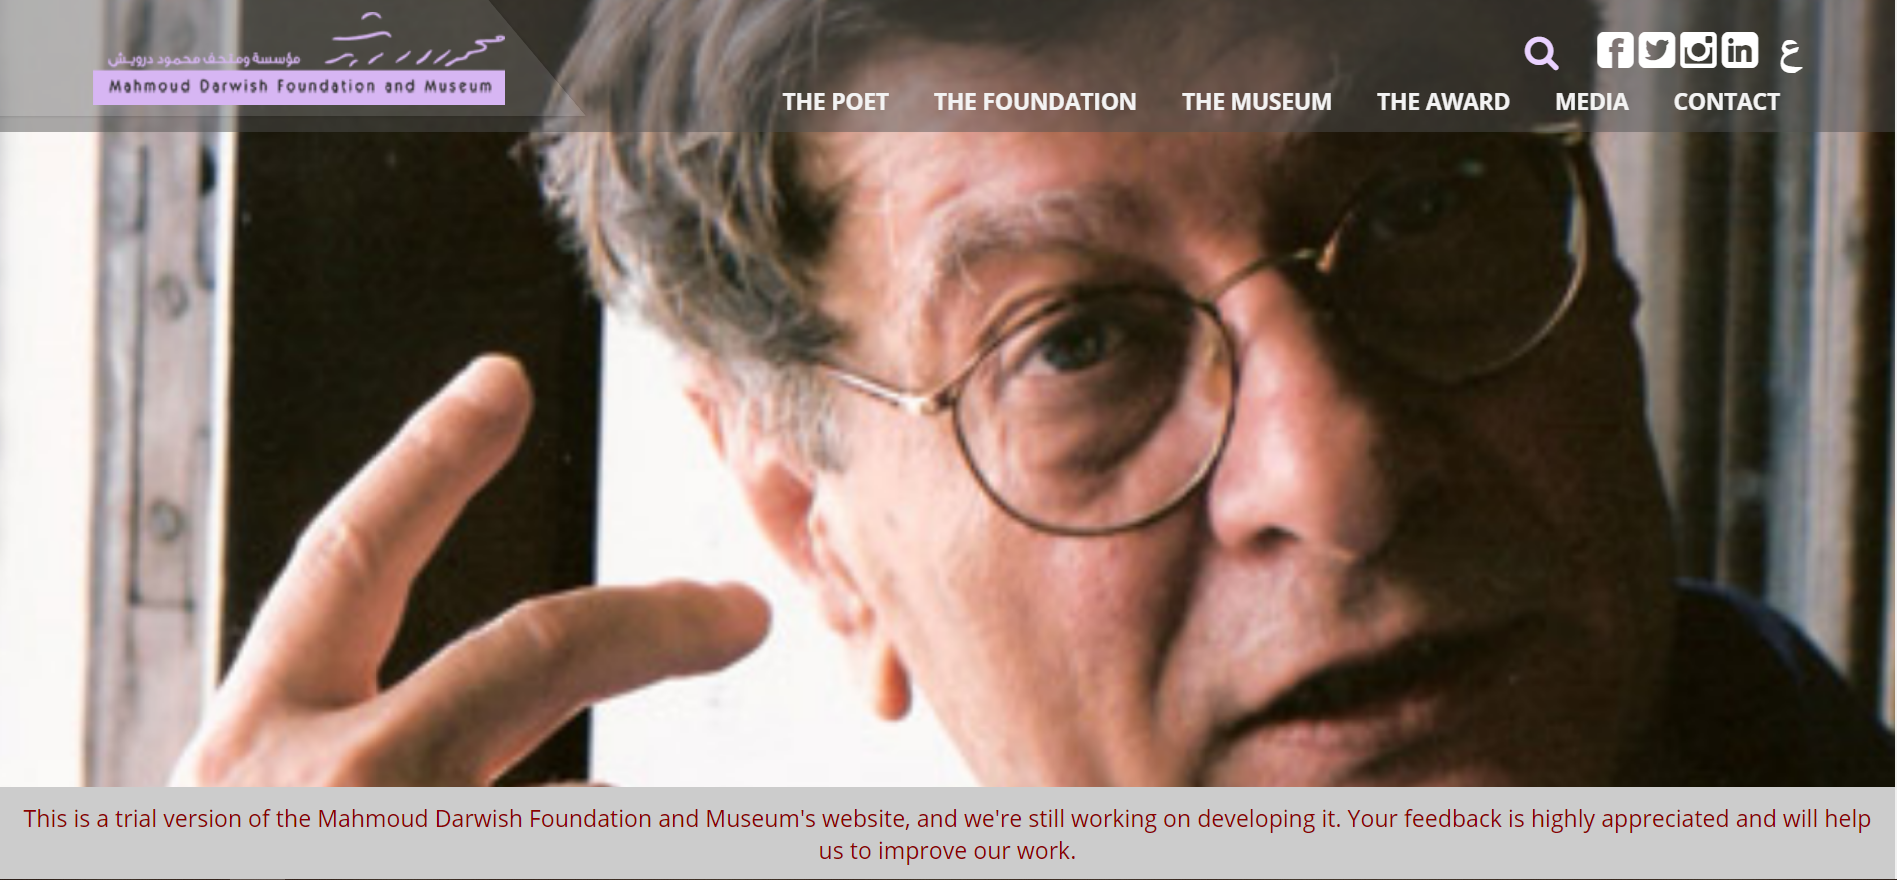 محمود درويش
مؤسسة ومتحف محمود درويش
Mahmoud Darwish Foundation and Museum
ع
THE POET THE FOUNDATION THE MUSEUM THE AWARD MEDIA CONTACT
This is a trial version of the Mahmoud Darwish Foundation and Museum's website, and we're still working on developing it. Your feedback is highly appreciated and will help
us to improve our work.